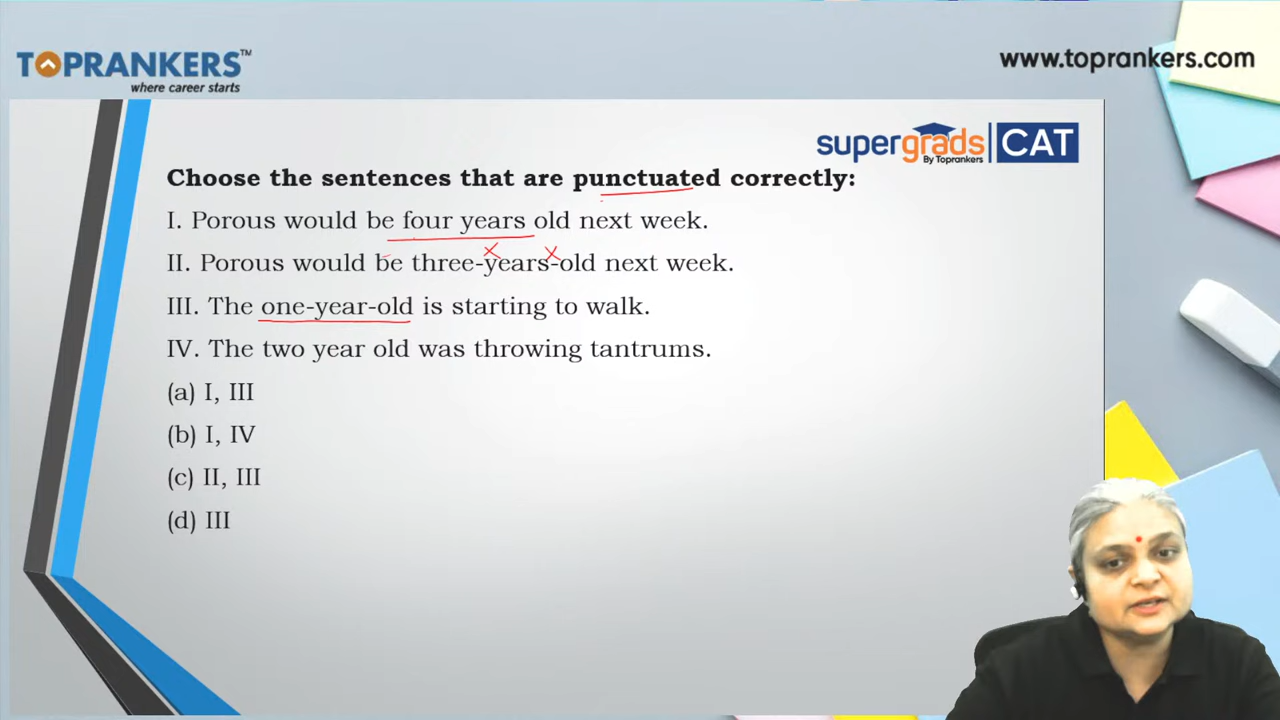 TOPRANKERS™
where career starts
www.toprankers.com
supergrads | CAT
By Toprankers
Choose the sentences that are punctuated correctly:
I. Porous would be four years old next week.
II. Porous would be three-years-old next week.
III. The one-year-old is starting to walk.
IV. The two year old was throwing tantrums.
(a) I, III
(b) I, IV
(c) II, III
(d) III